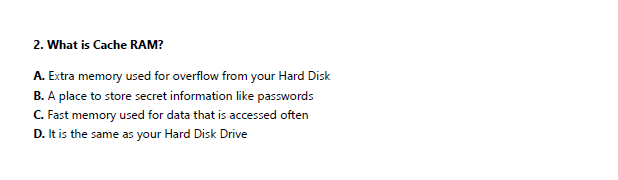 2. What is Cache RAM?
A. Extra memory used for overflow from your Hard Disk
B. A place to store secret information like passwords
C. Fast memory used for data that is accessed often
D. It is the same as your Hard Disk Drive